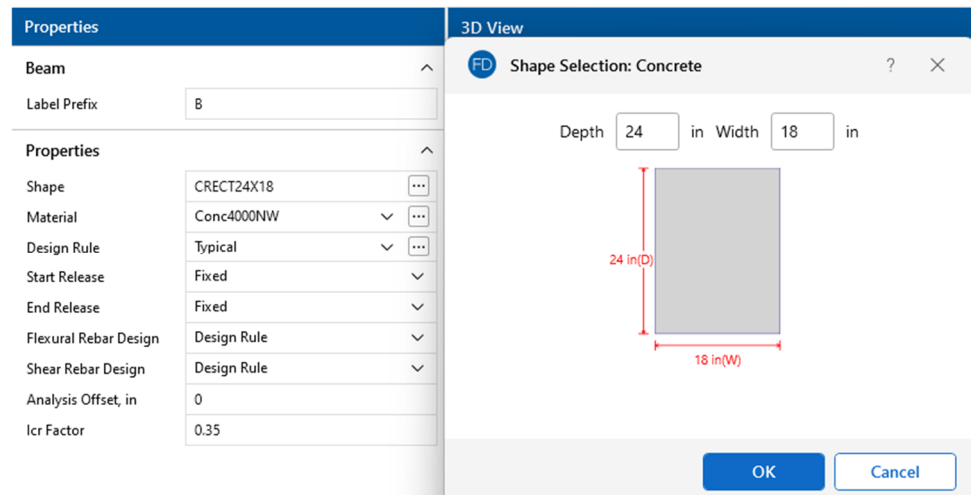 Properties
Beam
Label Prefix B
Properties
Shape CRECT24X18 ...
Material Conc4000NW ...
Design Rule Typical ...
Start Release Fixed
End Release Fixed
Flexural Rebar Design Design Rule
Shear Rebar Design Design Rule
Analysis Offset, in 0
Icr Factor 0.35
3D View
FD Shape Selection: Concrete ?
Depth 24 in Width 18 in
24 in(D)
18 in(W)
OK Cancel